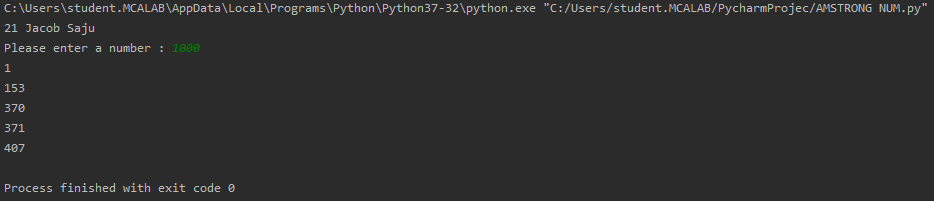 C:\Users\student.MCALAB\AppData\Local\Programs\Python\Python37-32\python.exe "C:/Users/student.MCALAB/PycharmProjec/AMSTRONG NUM.py"
21 Jacob Saju
Please enter a number : 1000
1
153
370
371
407
Process finished with exit code 0